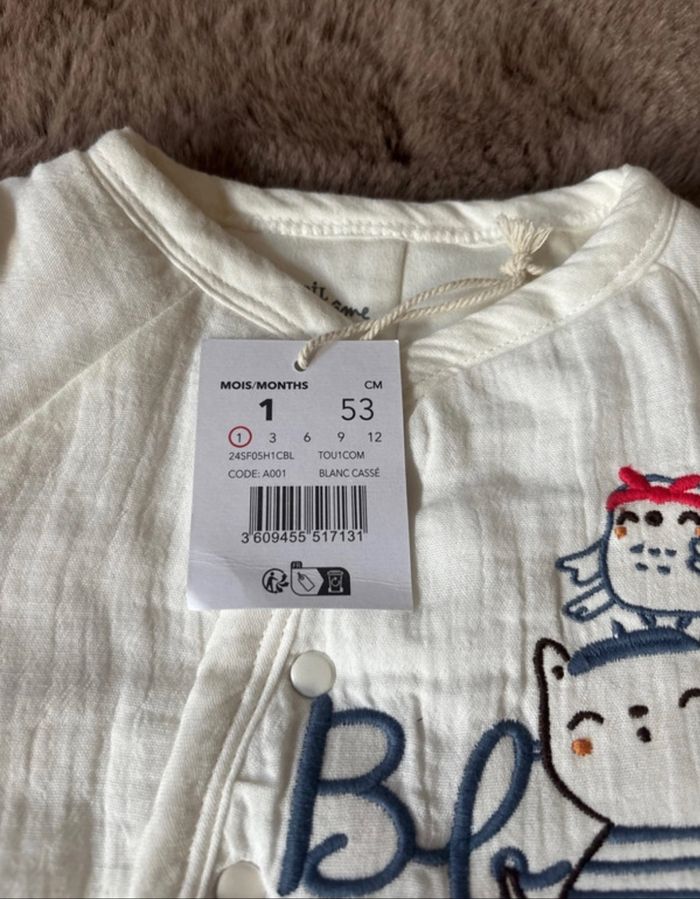 MOIS/MONTHS CM
1 53
1 3 6 9 12
24SF05H1CBL TOU1COM
CODE: A001 BLANC CASSÉ
3 609455 517131
FR